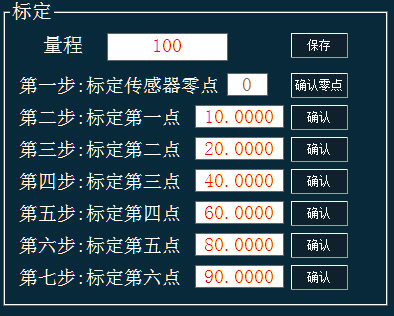 标定
量程 100 保存
第一步:标定传感器零点 0 确认零点
第二步:标定第一点 10.0000 确认
第三步:标定第二点 20.0000 确认
第四步:标定第三点 40.0000 确认
第五步:标定第四点 60.0000 确认
第六步:标定第五点 80.0000 确认
第七步:标定第六点 90.0000 确认